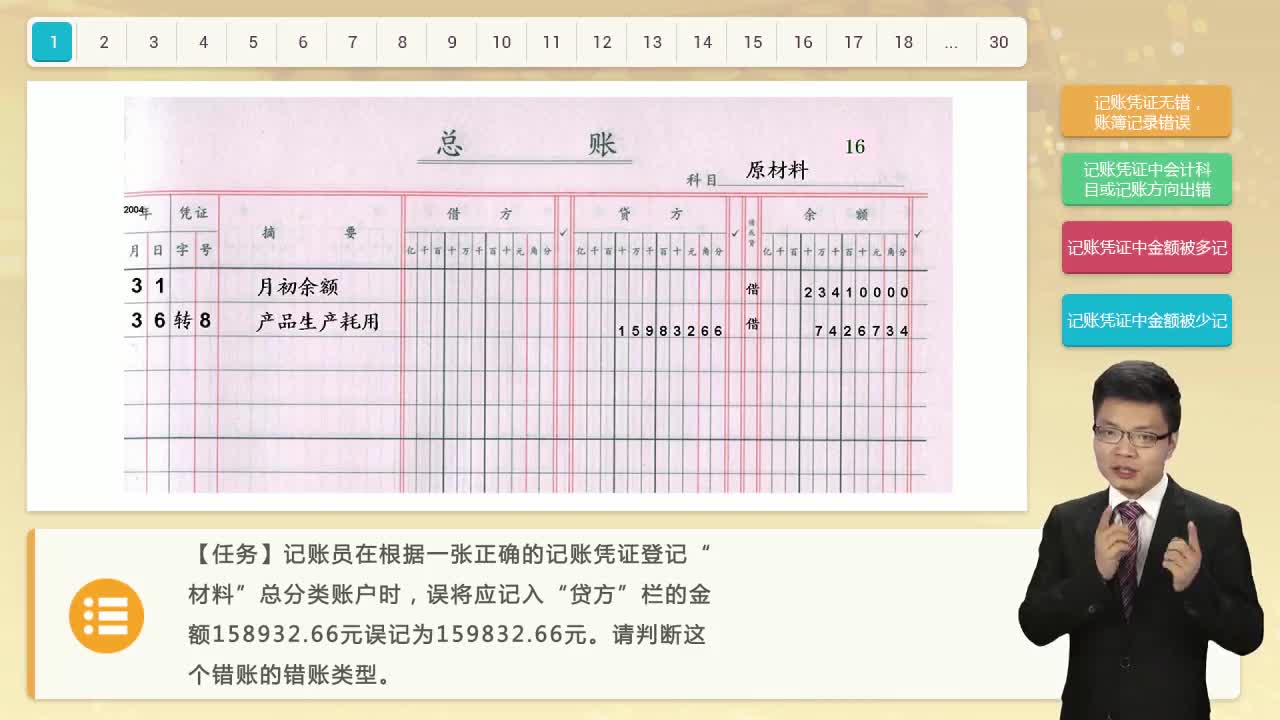 1 2 3 4 5 6 7 8 9 10 11 12 13 14 15 16 17 18 ... 30
总 账
16
科目 原材料
2004年 凭证 摘 要 借 方 ✓ 贷 方 ✓ 借或贷 余 额 ✓
月 日 字 号 亿千百十万千百十元角分 亿千百十万千百十元角分 亿千百十万千百十元角分
3 1 月初余额 借 23410000
3 6 转 8 产品生产耗用 15983266 借 7426734
记账凭证无错，
账簿记录错误
记账凭证中会计科
目或记账方向出错
记账凭证中金额被多记
记账凭证中金额被少记
【任务】记账员在根据一张正确的记账凭证登记“
材料”总分类账户时，误将应记入“贷方”栏的金
额158932.66元误记为159832.66元。请判断这
个错账的错账类型。